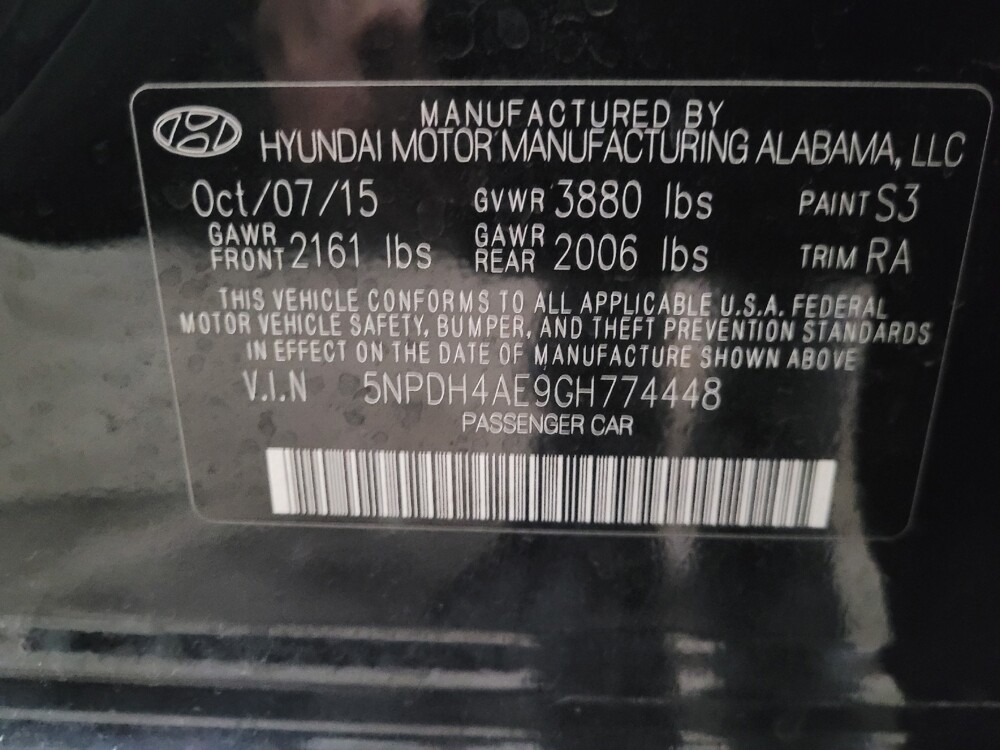 MANUFACTURED BY
HYUNDAI MOTOR MANUFACTURING ALABAMA, LLC
Oct/07/15 GVWR 3880 lbs PAINT S3
GAWR FRONT 2161 lbs GAWR REAR 2006 lbs TRIM RA
THIS VEHICLE CONFORMS TO ALL APPLICABLE U.S.A. FEDERAL
MOTOR VEHICLE SAFETY, BUMPER, AND THEFT PREVENTION STANDARDS
IN EFFECT ON THE DATE OF MANUFACTURE SHOWN ABOVE
V.I.N 5NPDH4AE9GH774448
PASSENGER CAR